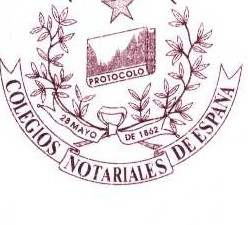 PROTOCOLO
28 MAYO DE 1862
COLEGIOS NOTARIALES DE ESPAÑA